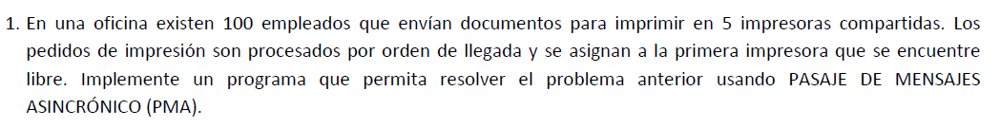 1. En una oficina existen 100 empleados que envían documentos para imprimir en 5 impresoras compartidas. Los
pedidos de impresión son procesados por orden de llegada y se asignan a la primera impresora que se encuentre
libre. Implemente un programa que permita resolver el problema anterior usando PASAJE DE MENSAJES
ASINCRÓNICO (PMA).